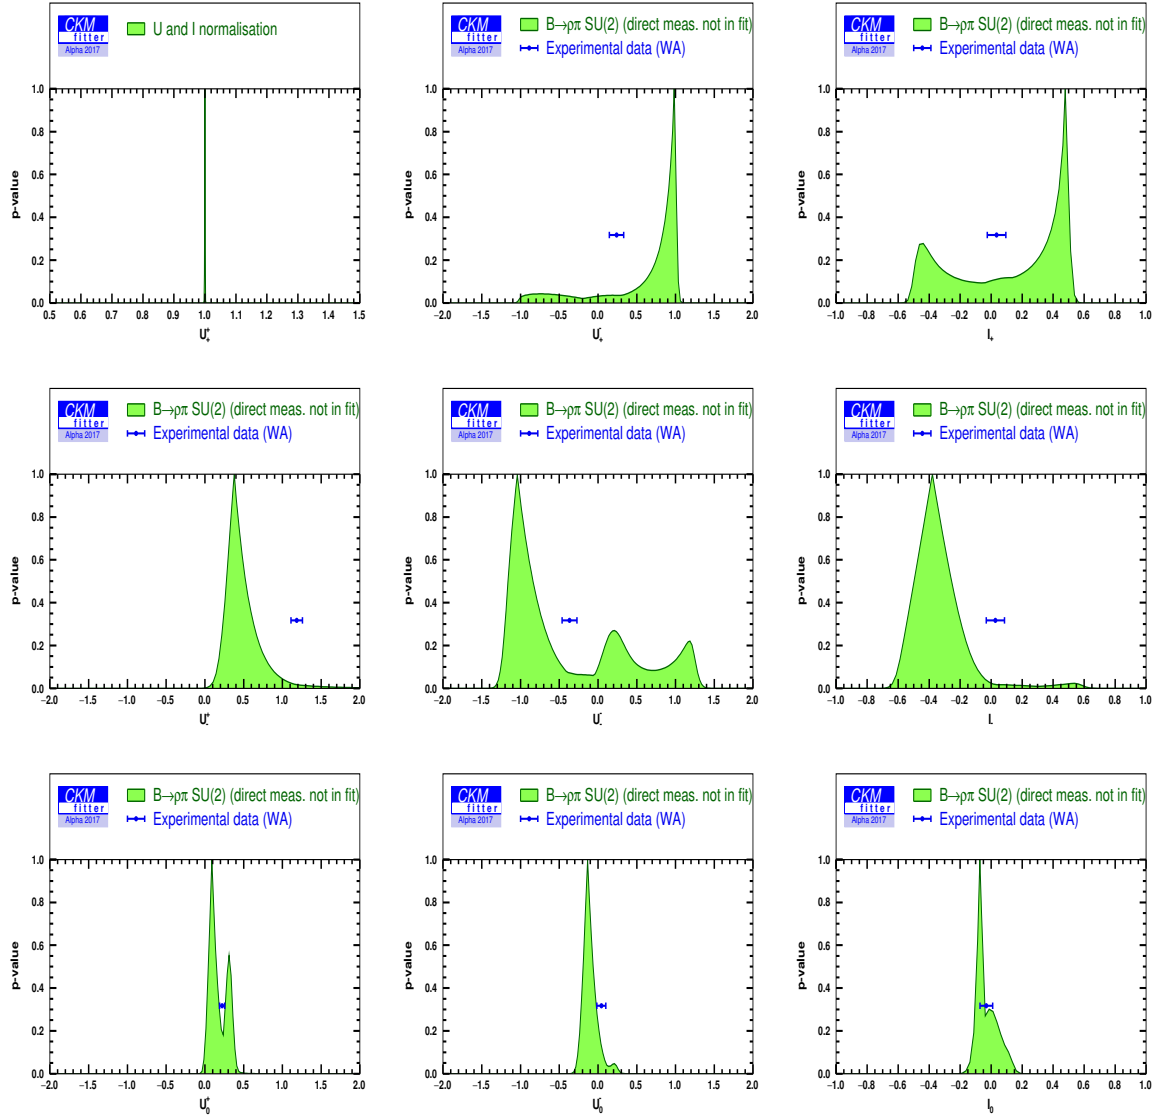 CKM
fitter
Alpha 2017
U and I normalisation
p-value
1.0
0.8
0.6
0.4
0.2
0.0
0.5 0.6 0.7 0.8 0.9 1.0 1.1 1.2 1.3 1.4 1.5
U₊⁺
CKM
fitter
Alpha 2017
B→ρπ SU(2) (direct meas. not in fit)
Experimental data (WA)
p-value
1.0
0.8
0.6
0.4
0.2
0.0
−2.0 −1.5 −1.0 −0.5 0.0 0.5 1.0 1.5 2.0
U₊⁻
CKM
fitter
Alpha 2017
B→ρπ SU(2) (direct meas. not in fit)
Experimental data (WA)
p-value
1.0
0.8
0.6
0.4
0.2
0.0
−1.0 −0.8 −0.6 −0.4 −0.2 0.0 0.2 0.4 0.6 0.8 1.0
I₊
CKM
fitter
Alpha 2017
B→ρπ SU(2) (direct meas. not in fit)
Experimental data (WA)
p-value
1.0
0.8
0.6
0.4
0.2
0.0
−2.0 −1.5 −1.0 −0.5 0.0 0.5 1.0 1.5 2.0
U₋⁺
CKM
fitter
Alpha 2017
B→ρπ SU(2) (direct meas. not in fit)
Experimental data (WA)
p-value
1.0
0.8
0.6
0.4
0.2
0.0
−2.0 −1.5 −1.0 −0.5 0.0 0.5 1.0 1.5 2.0
U₋⁻
CKM
fitter
Alpha 2017
B→ρπ SU(2) (direct meas. not in fit)
Experimental data (WA)
p-value
1.0
0.8
0.6
0.4
0.2
0.0
−1.0 −0.8 −0.6 −0.4 −0.2 0.0 0.2 0.4 0.6 0.8 1.0
I₋
CKM
fitter
Alpha 2017
B→ρπ SU(2) (direct meas. not in fit)
Experimental data (WA)
p-value
1.0
0.8
0.6
0.4
0.2
0.0
−2.0 −1.5 −1.0 −0.5 0.0 0.5 1.0 1.5 2.0
U₀⁺
CKM
fitter
Alpha 2017
B→ρπ SU(2) (direct meas. not in fit)
Experimental data (WA)
p-value
1.0
0.8
0.6
0.4
0.2
0.0
−2.0 −1.5 −1.0 −0.5 0.0 0.5 1.0 1.5 2.0
U₀⁻
CKM
fitter
Alpha 2017
B→ρπ SU(2) (direct meas. not in fit)
Experimental data (WA)
p-value
1.0
0.8
0.6
0.4
0.2
0.0
−1.0 −0.8 −0.6 −0.4 −0.2 0.0 0.2 0.4 0.6 0.8 1.0
I₀